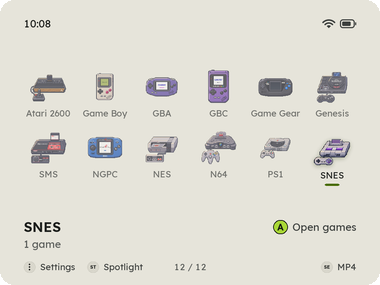 10:08
Atari 2600 Game Boy GBA GBC Game Gear Genesis
SMS NGPC NES N64 PS1 SNES
SNES
1 game
A Open games
Settings ST Spotlight 12 / 12 SE MP4